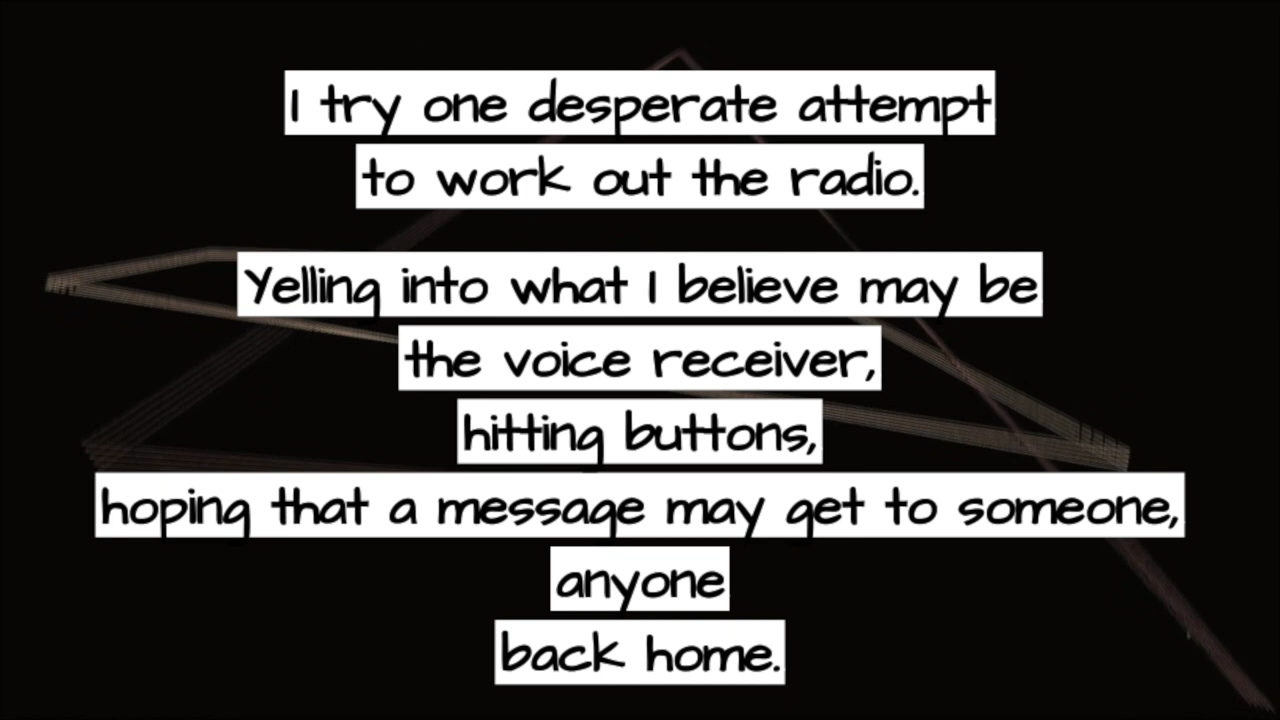 I try one desperate attempt
to work out the radio.
Yelling into what I believe may be
the voice receiver,
hitting buttons,
hoping that a message may get to someone,
anyone
back home.